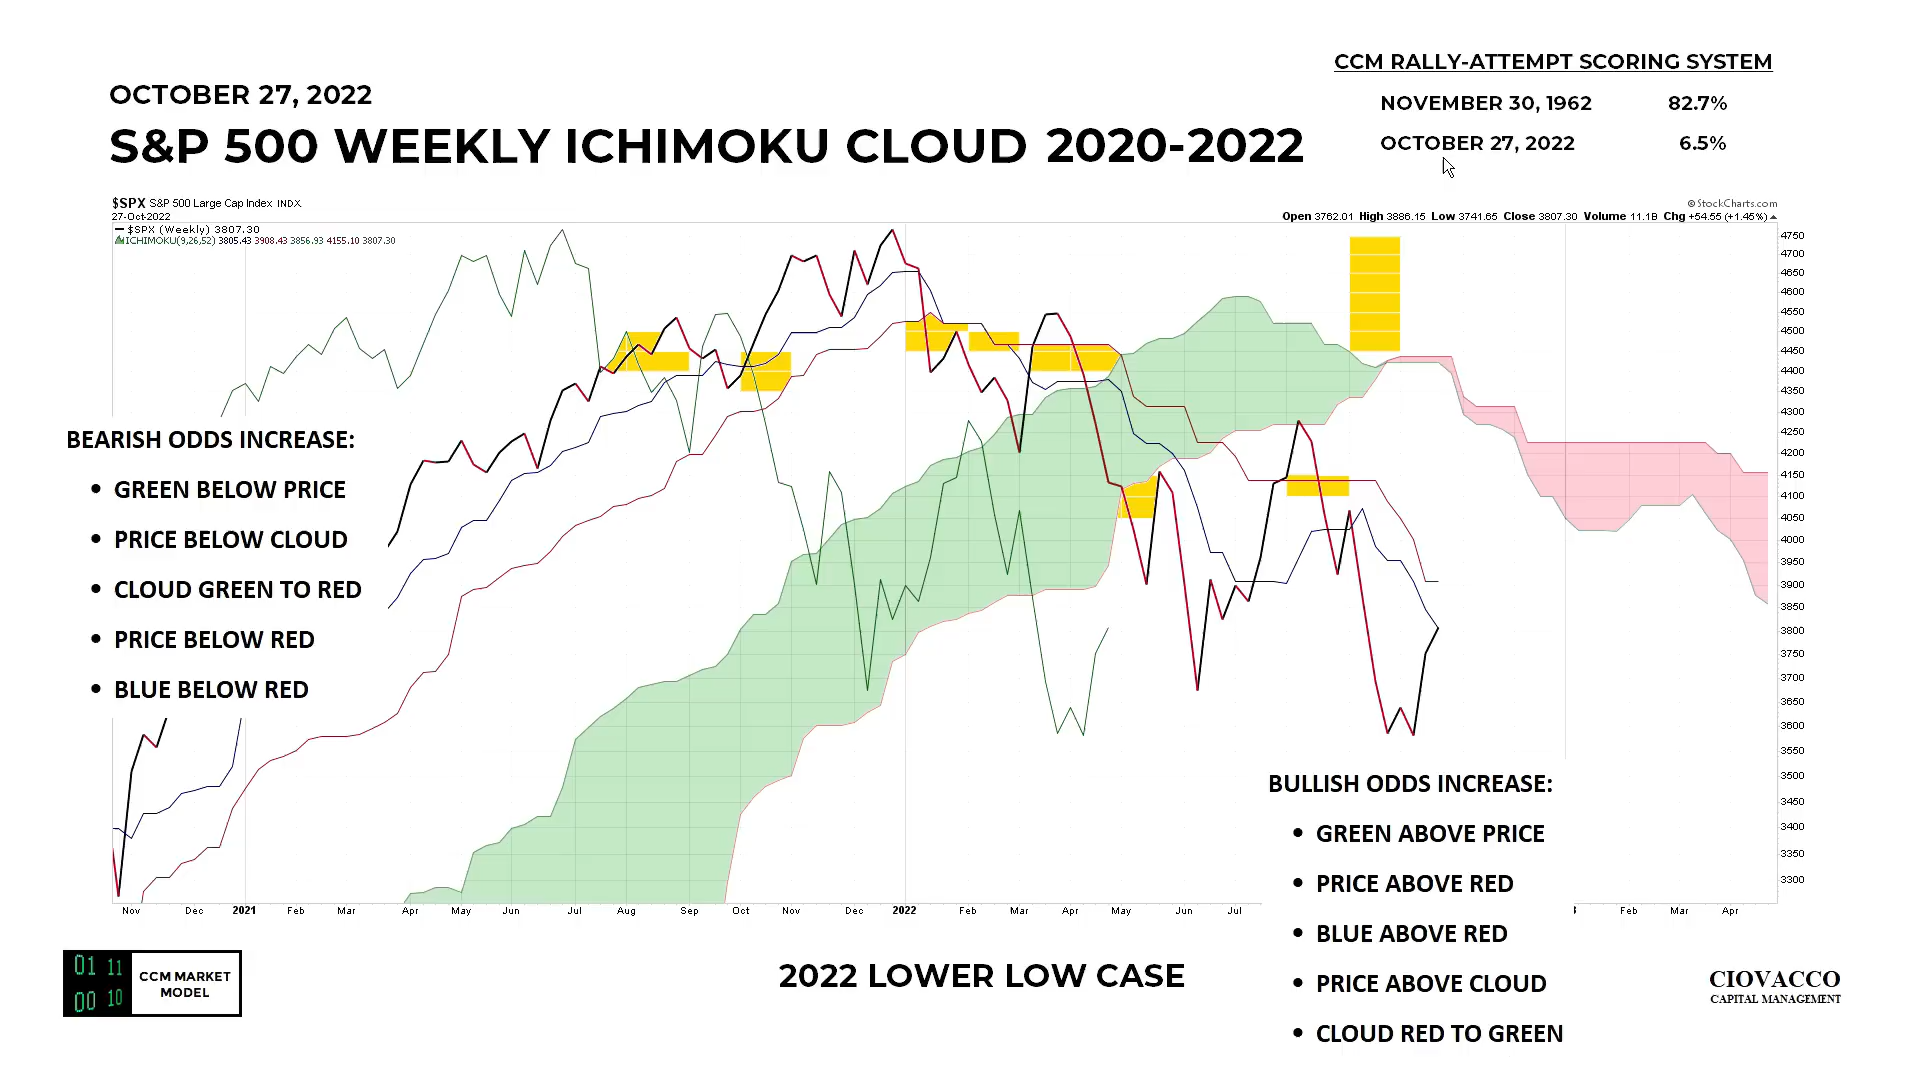 CCM RALLY-ATTEMPT SCORING SYSTEM
NOVEMBER 30, 1962 82.7%
OCTOBER 27, 2022 6.5%
OCTOBER 27, 2022
S&P 500 WEEKLY ICHIMOKU CLOUD 2020-2022
$SPX S&P 500 Large Cap Index INDX
© StockCharts.com
27-Oct-2022
Open 3762.01 High 3886.15 Low 3741.65 Close 3807.30 Volume 11.1B Chg +54.55 (+1.45%)
$SPX (Weekly) 3807.30
ICHIMOKU(9,26,52) 3805.43 3908.43 3856.93 4155.10 3807.30
4750
4700
4650
4600
4550
4500
4450
4400
4350
4300
4250
4200
4150
4100
4050
4000
3950
3900
3850
3800
3750
3700
3650
3600
3550
3500
3450
3400
3350
3300
BEARISH ODDS INCREASE:
• GREEN BELOW PRICE
• PRICE BELOW CLOUD
• CLOUD GREEN TO RED
• PRICE BELOW RED
• BLUE BELOW RED
BULLISH ODDS INCREASE:
• GREEN ABOVE PRICE
• PRICE ABOVE RED
• BLUE ABOVE RED
• PRICE ABOVE CLOUD
• CLOUD RED TO GREEN
Nov Dec 2021 Feb Mar Apr May Jun Jul Aug Sep Oct Nov Dec 2022 Feb Mar Apr May Jun Jul Feb Mar Apr
01 11
00 10
CCM MARKET
MODEL
2022 LOWER LOW CASE
CIOVACCO
CAPITAL MANAGEMENT